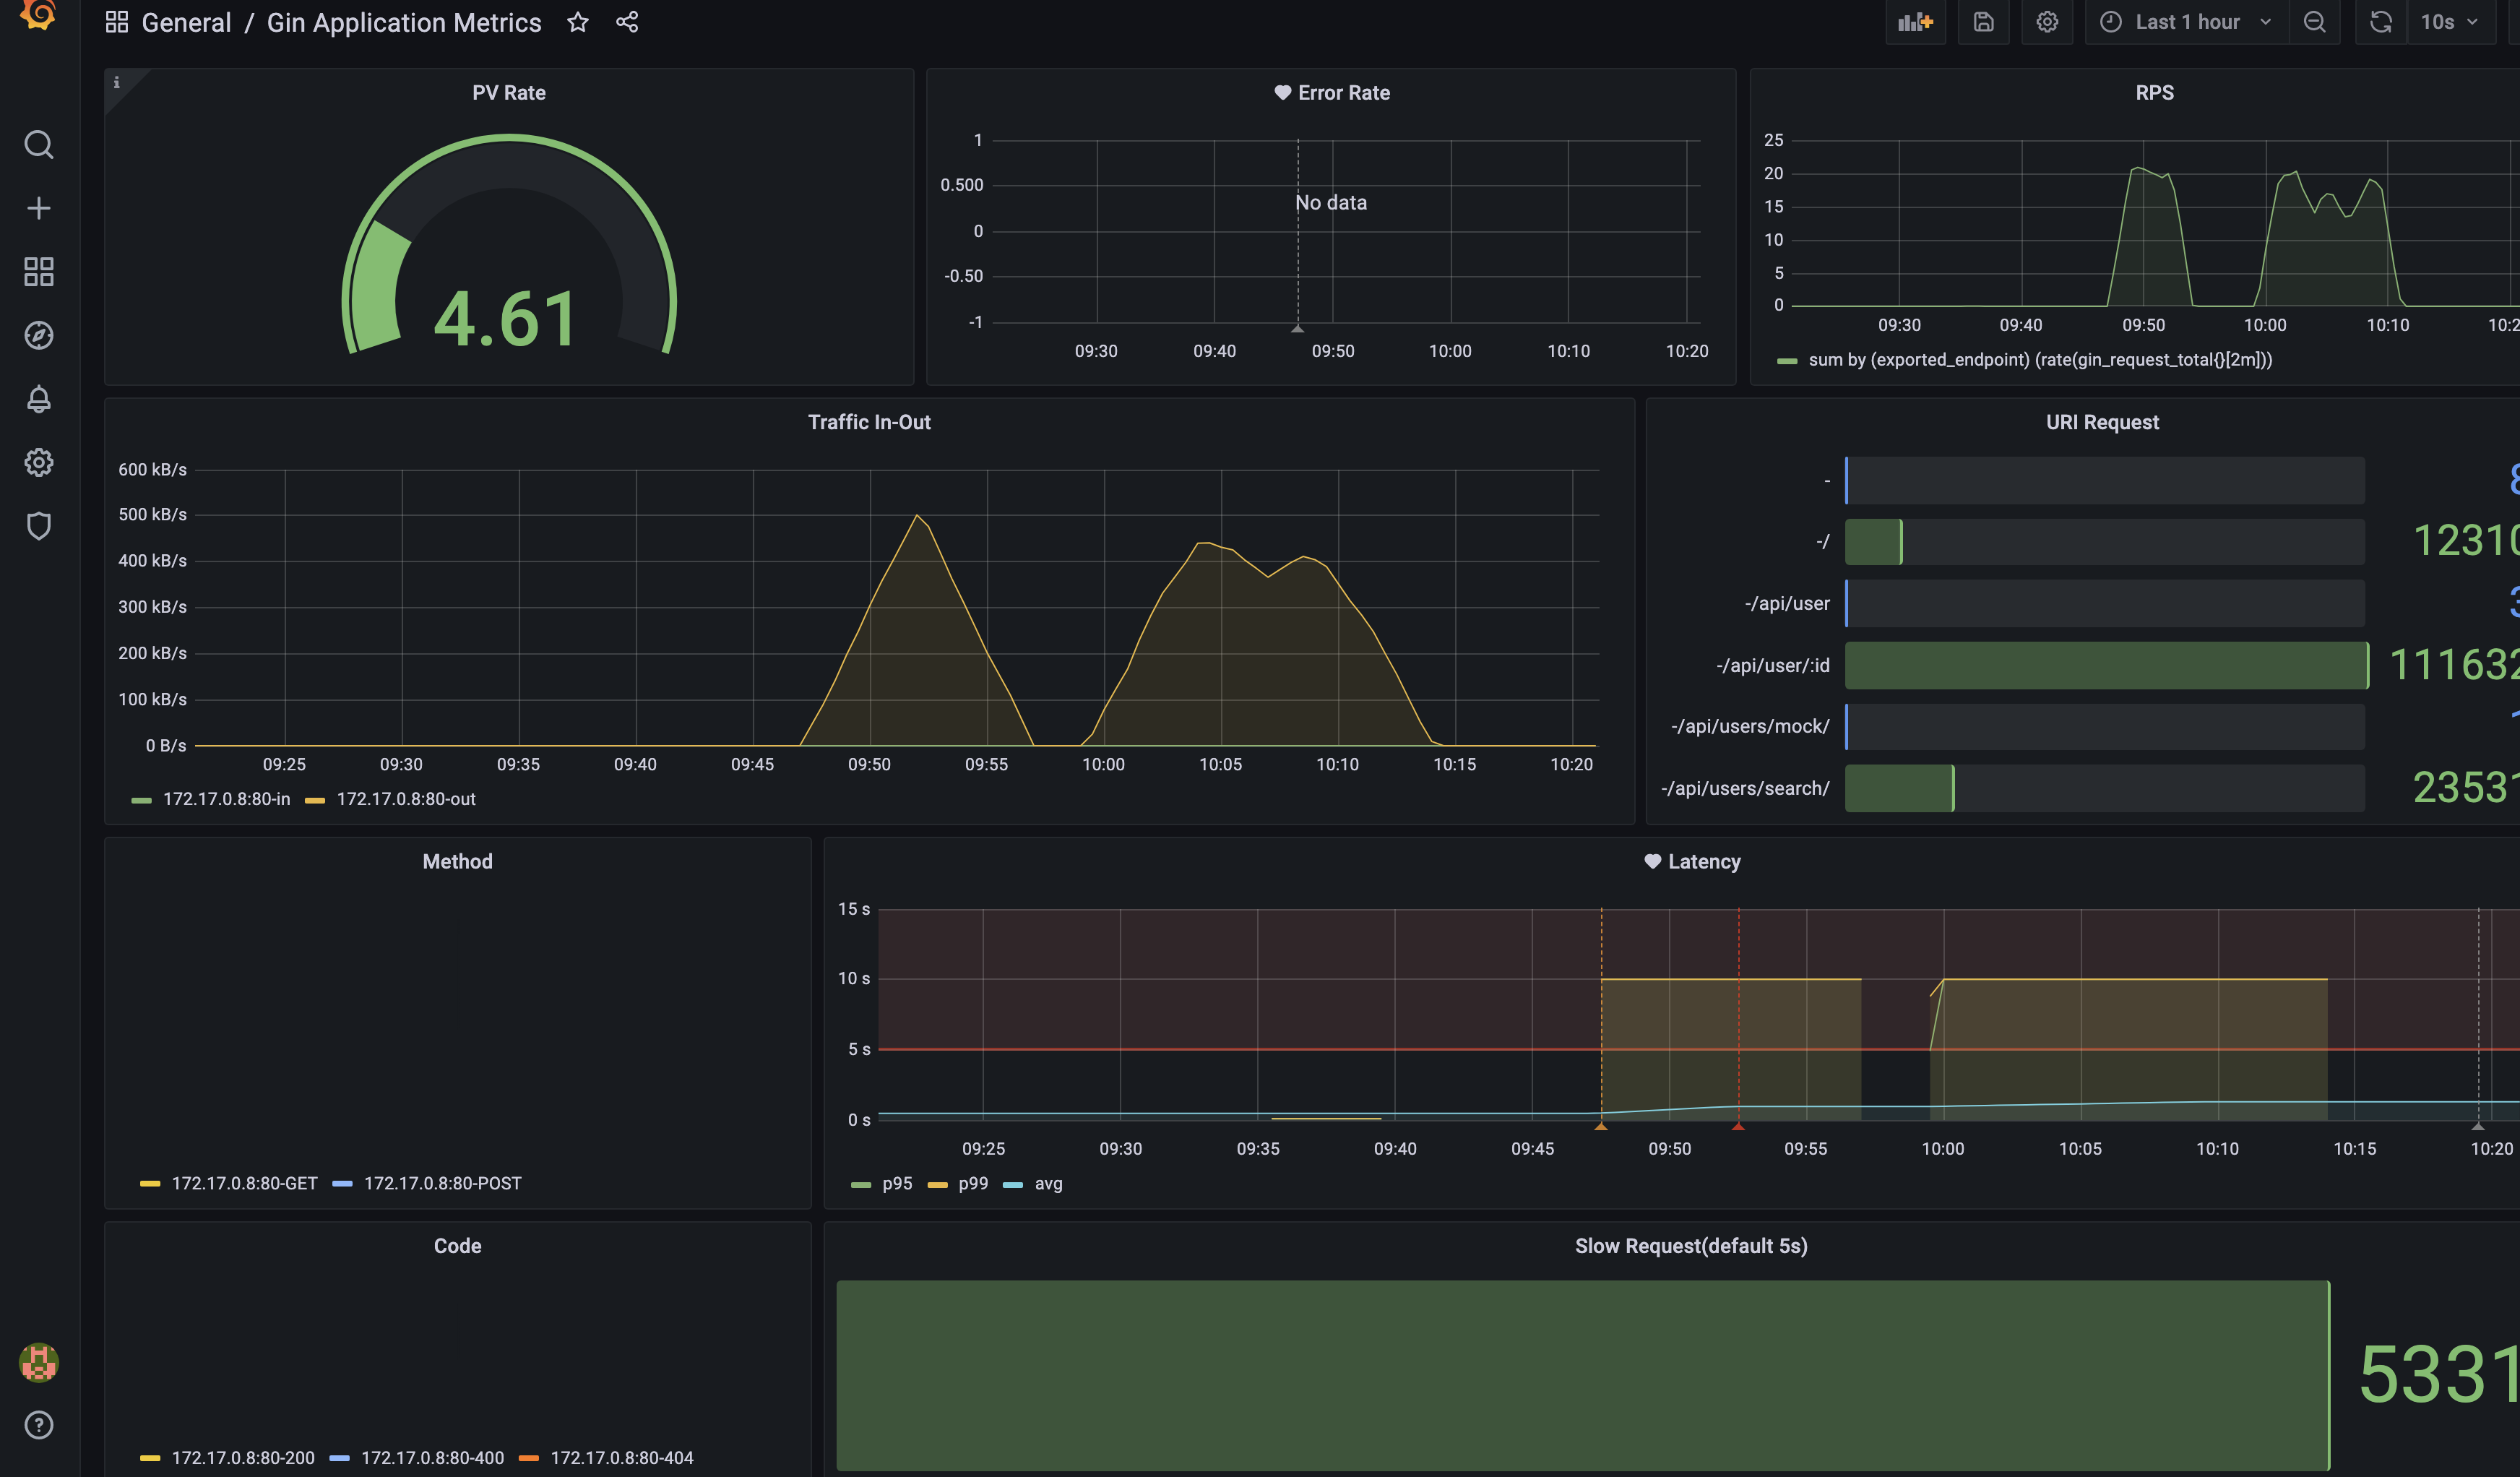 General / Gin Application Metrics
Last 1 hour
10s
i
PV Rate
4.61
Error Rate
1
0.500
0
-0.50
-1
No data
09:30 09:40 09:50 10:00 10:10 10:20
RPS
25
20
15
10
5
0
09:30 09:40 09:50 10:00 10:10 10:2
sum by (exported_endpoint) (rate(gin_request_total{}[2m]))
Traffic In-Out
600 kB/s
500 kB/s
400 kB/s
300 kB/s
200 kB/s
100 kB/s
0 B/s
09:25 09:30 09:35 09:40 09:45 09:50 09:55 10:00 10:05 10:10 10:15 10:20
172.17.0.8:80-in 172.17.0.8:80-out
URI Request
-
-/ 12310
-/api/user
-/api/user/:id 111632
-/api/users/mock/
-/api/users/search/ 23531
Method
172.17.0.8:80-GET 172.17.0.8:80-POST
Latency
15 s
10 s
5 s
0 s
09:25 09:30 09:35 09:40 09:45 09:50 09:55 10:00 10:05 10:10 10:15 10:20
p95 p99 avg
Code
172.17.0.8:80-200 172.17.0.8:80-400 172.17.0.8:80-404
Slow Request(default 5s)
5331